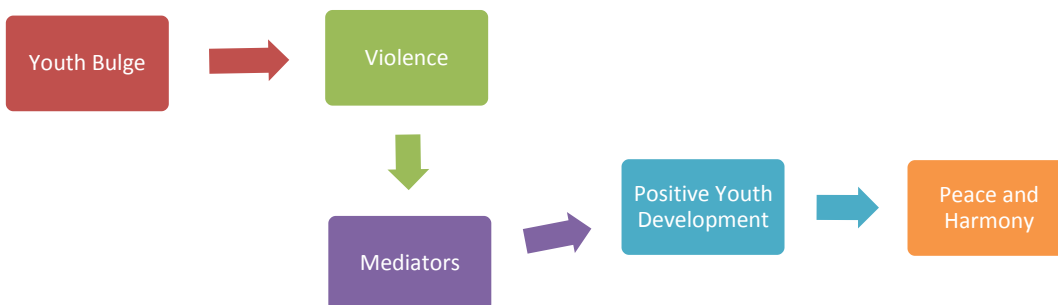 Youth Bulge
Violence
Mediators
Positive Youth
Development
Peace and
Harmony